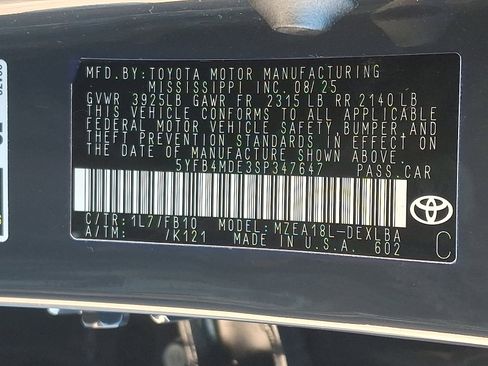 MFD.BY:TOYOTA MOTOR MANUFACTURING
MISSISSIPPI INC. 08/25
GVWR 3925LB GAWR FR 2315 LB RR 2140 LB
THIS VEHICLE CONFORMS TO ALL APPLICABLE
FEDERAL MOTOR VEHICLE SAFETY, BUMPER, AND
THEFT PREVENTION STANDARDS IN EFFECT ON
THE DATE OF MANUFACTURE SHOWN ABOVE.
5YFB4MDE3SP347647 PASS.CAR
C/TR:1L7/FB10 MODEL:MZEA18L-DEXLBA
A/TM: /K121 MADE IN U.S.A. 602
C